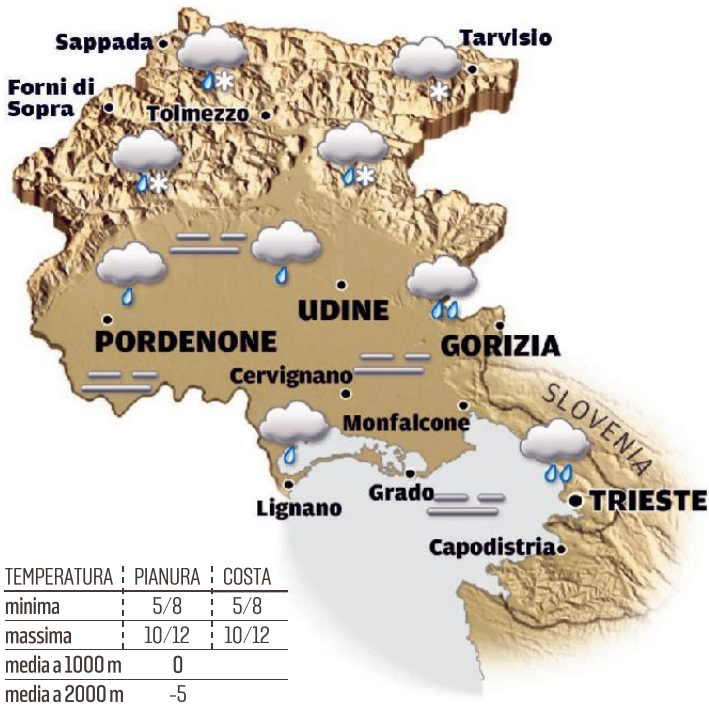 Sappada
Tarvisio
Forni di
Sopra
Tolmezzo
UDINE
PORDENONE
GORIZIA
Cervignano
SLOVENIA
Monfalcone
Lignano
Grado
TRIESTE
Capodistria
TEMPERATURA PIANURA COSTA
minima 5/8 5/8
massima 10/12 10/12
media a 1000 m 0
media a 2000 m -5